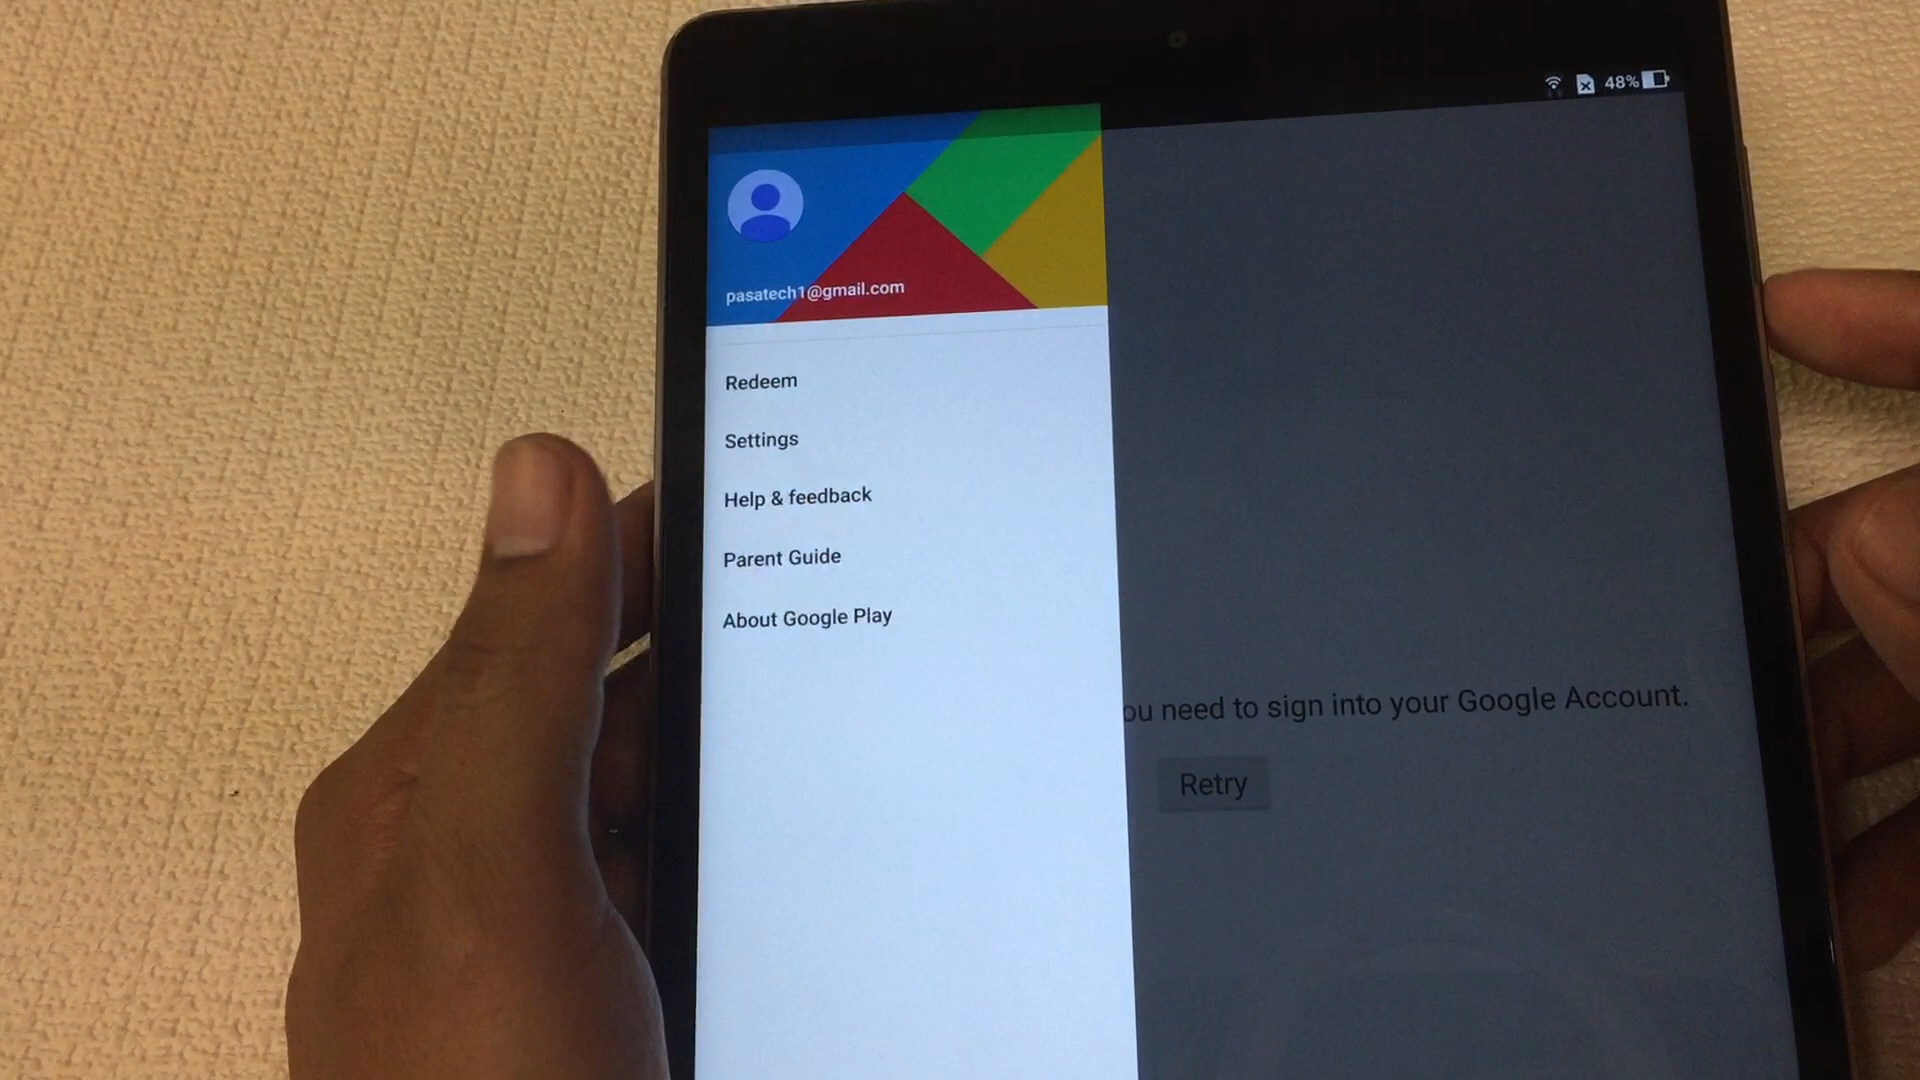 48%
pasatech1@gmail.com
Redeem
Settings
Help & feedback
Parent Guide
About Google Play
ou need to sign into your Google Account.
Retry